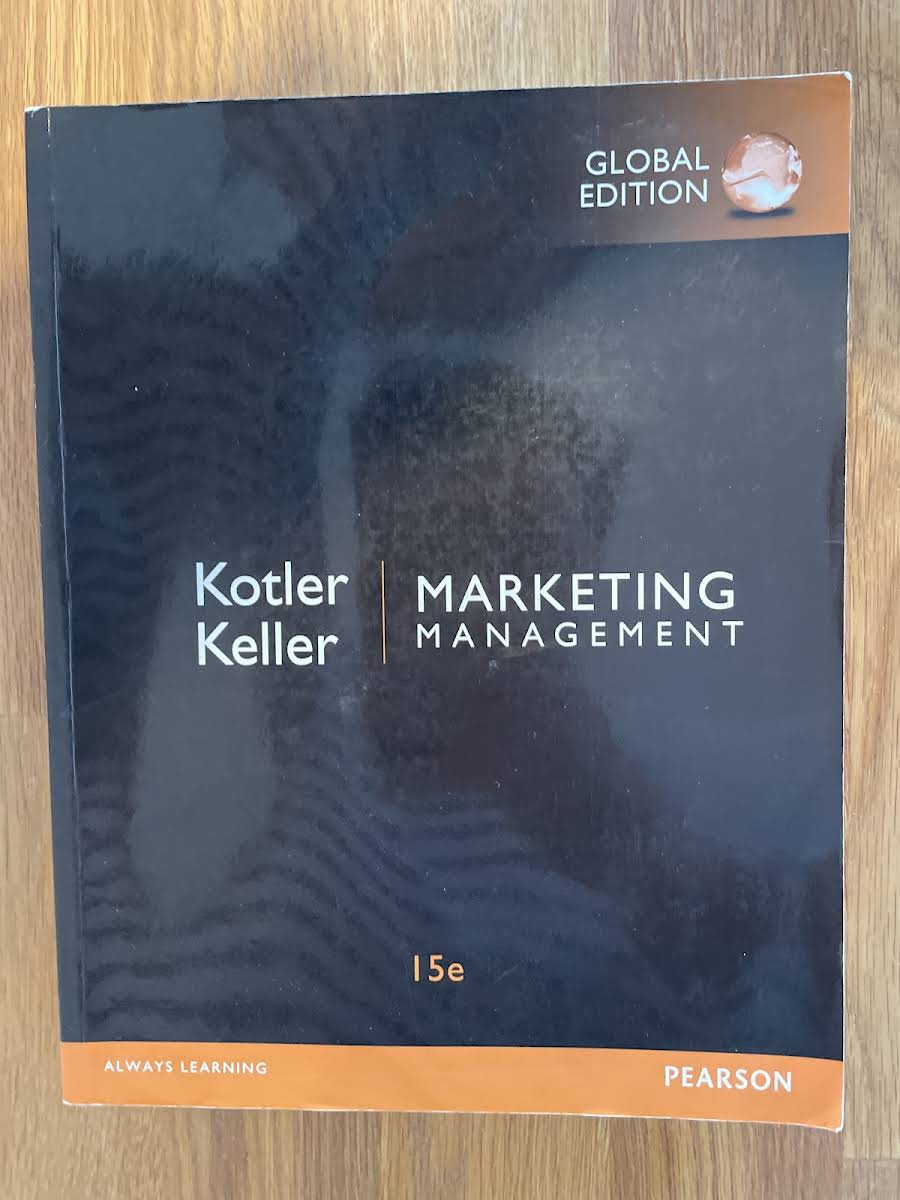 GLOBAL
EDITION
Kotler
Keller
MARKETING
MANAGEMENT
15e
ALWAYS LEARNING
PEARSON